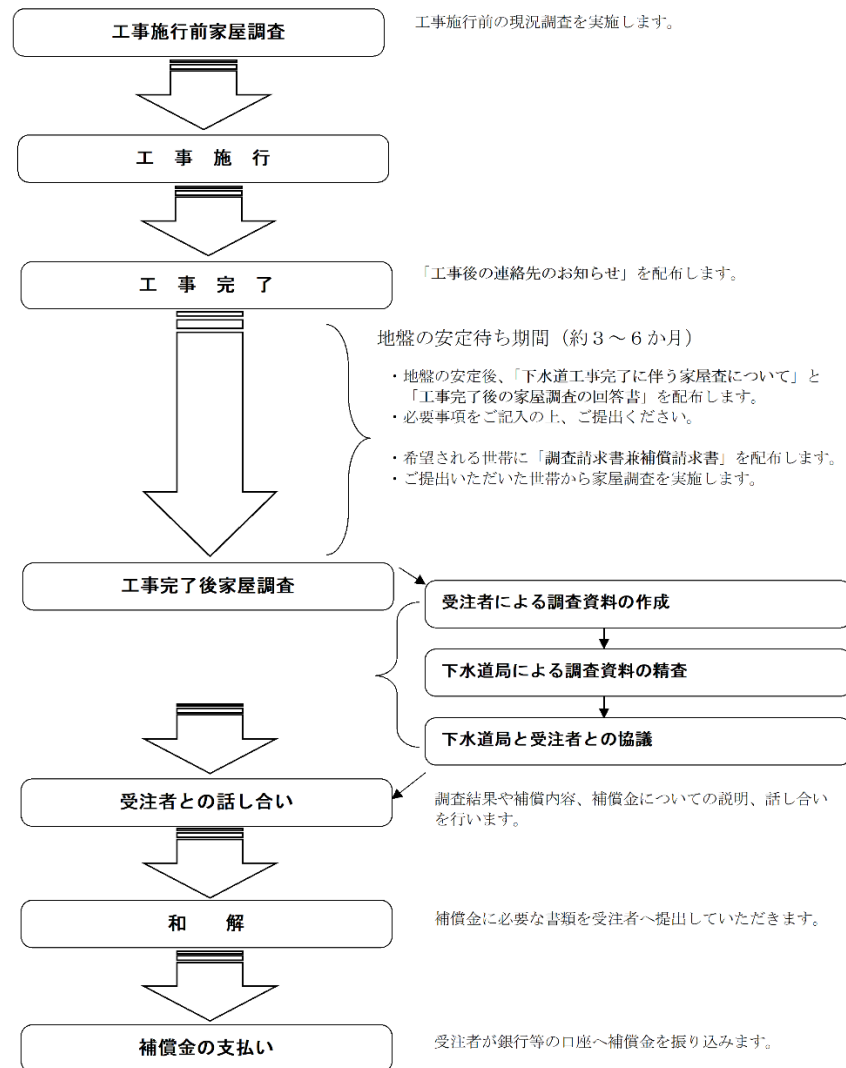 工事施行前家屋調査
工事施行前の現況調査を実施します。
工　事　施　行
工　事　完　了
「工事後の連絡先のお知らせ」を配布します。
地盤の安定待ち期間（約３～６か月）
・地盤の安定後、「下水道工事完了に伴う家屋査について」と
「工事完了後の家屋調査の回答書」を配布します。
・必要事項をご記入の上、ご提出ください。
・希望される世帯に「調査請求書兼補償請求書」を配布します。
・ご提出いただいた世帯から家屋調査を実施します。
工事完了後家屋調査
受注者による調査資料の作成
下水道局による調査資料の精査
下水道局と受注者との協議
受注者との話し合い
調査結果や補償内容、補償金についての説明、話し合い
を行います。
和　　解
補償金に必要な書類を受注者へ提出していただきます。
補償金の支払い
受注者が銀行等の口座へ補償金を振り込みます。